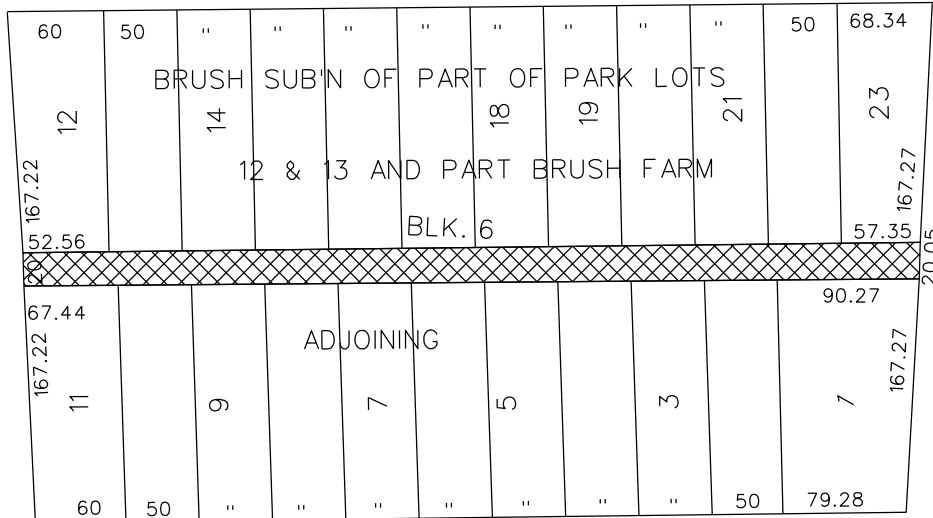 60 50 " " " " " " " " 50 68.34
BRUSH SUB'N OF PART OF PARK LOTS
12 14 18 19 21 23
12 & 13 AND PART BRUSH FARM
167.22 167.27
BLK. 6
52.56 57.35
20 20.05
67.44 90.27
ADJOINING
167.22 167.27
11 9 7 5 3 1
60 50 " " " " " " " 50 79.28